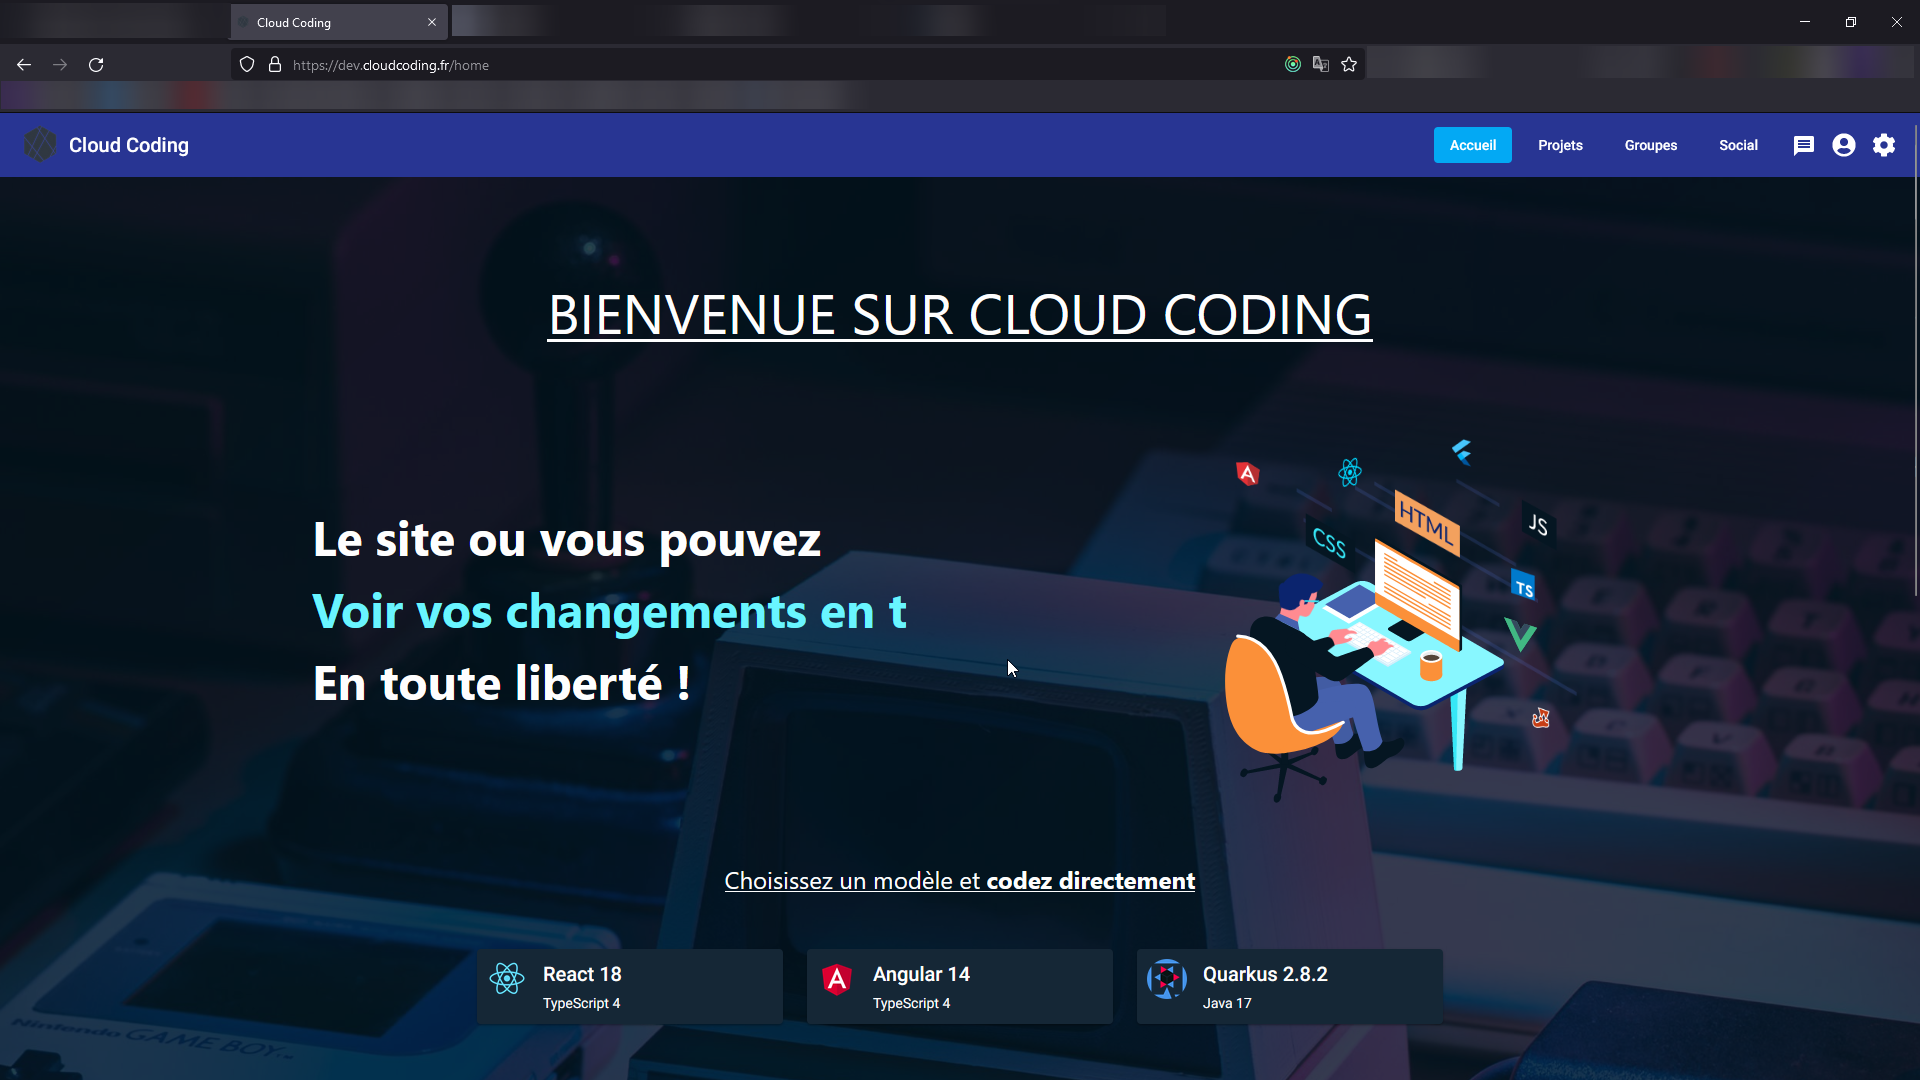 Cloud Coding
https://dev.cloudcoding.fr/home
Cloud Coding
Accueil
Projets
Groupes
Social
BIENVENUE SUR CLOUD CODING
Le site ou vous pouvez
Voir vos changements en t
En toute liberté !
HTML
CSS
JS
TS
Choisissez un modèle et codez directement
React 18
TypeScript 4
Angular 14
TypeScript 4
Quarkus 2.8.2
Java 17
Nintendo GAME BOY